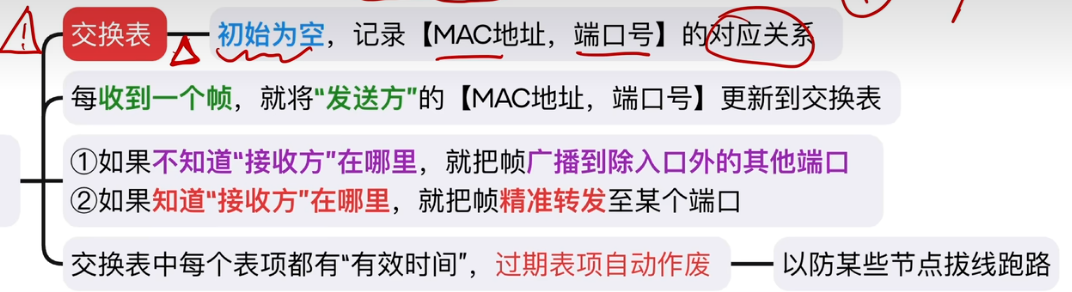 交换表
初始为空，记录【MAC地址，端口号】的对应关系
每收到一个帧，就将“发送方”的【MAC地址，端口号】更新到交换表
①如果不知道“接收方”在哪里，就把帧广播到除入口外的其他端口
②如果知道“接收方”在哪里，就把帧精准转发至某个端口
交换表中每个表项都有“有效时间”，过期表项自动作废
以防某些节点拔线跑路